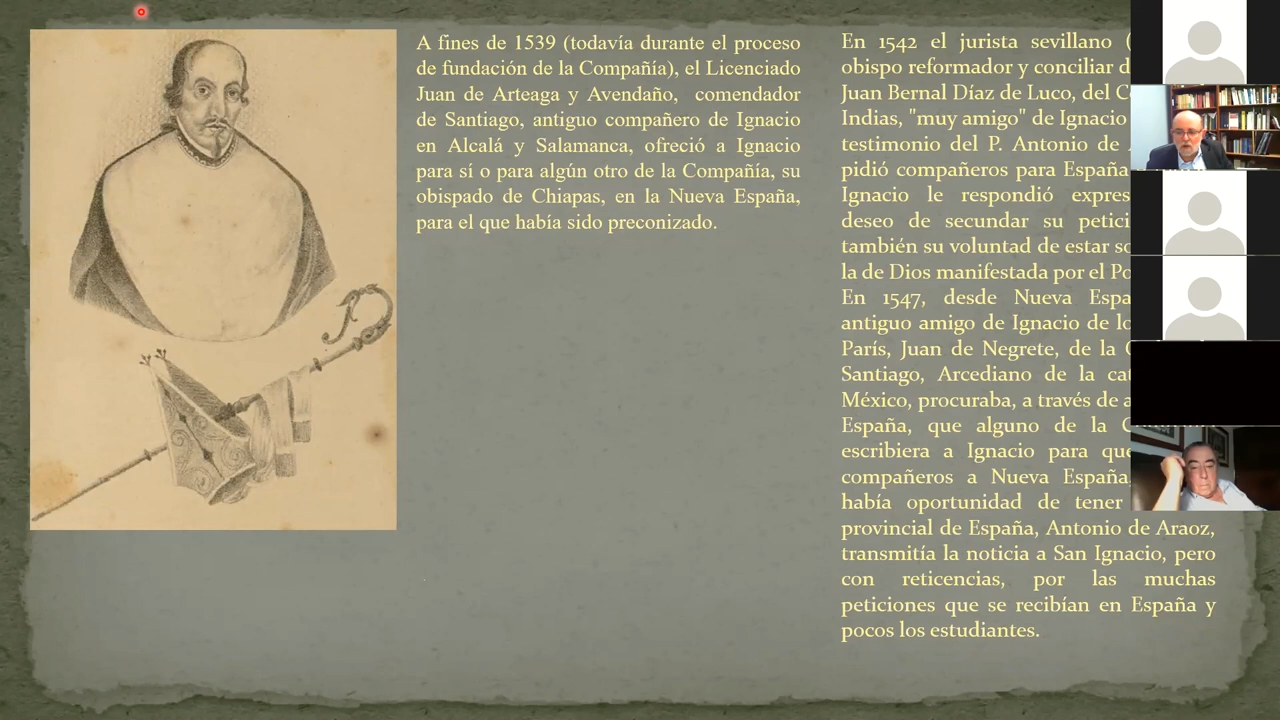 A fines de 1539 (todavía durante el proceso
de fundación de la Compañía), el Licenciado
Juan de Arteaga y Avendaño, comendador
de Santiago, antiguo compañero de Ignacio
en Alcalá y Salamanca, ofreció a Ignacio
para sí o para algún otro de la Compañía, su
obispado de Chiapas, en la Nueva España,
para el que había sido preconizado.
En 1542 el jurista sevillano (
obispo reformador y conciliar
Juan Bernal Díaz de Luco, del
Indias, "muy amigo" de Ignacio
testimonio del P. Antonio de
pidió compañeros para España
Ignacio le respondió
deseo de secundar su
también su voluntad de estar
la de Dios manifestada por el
En 1547, desde Nueva
antiguo amigo de Ignacio de
París, Juan de Negrete, de la
Santiago, Arcediano de la
México, procuraba, a través de
España, que alguno de la
escribiera a Ignacio para
compañeros a Nueva España,
había oportunidad de tener
provincial de España, Antonio de Araoz,
transmitía la noticia a San Ignacio, pero
con reticencias, por las muchas
peticiones que se recibían en España y
pocos los estudiantes.